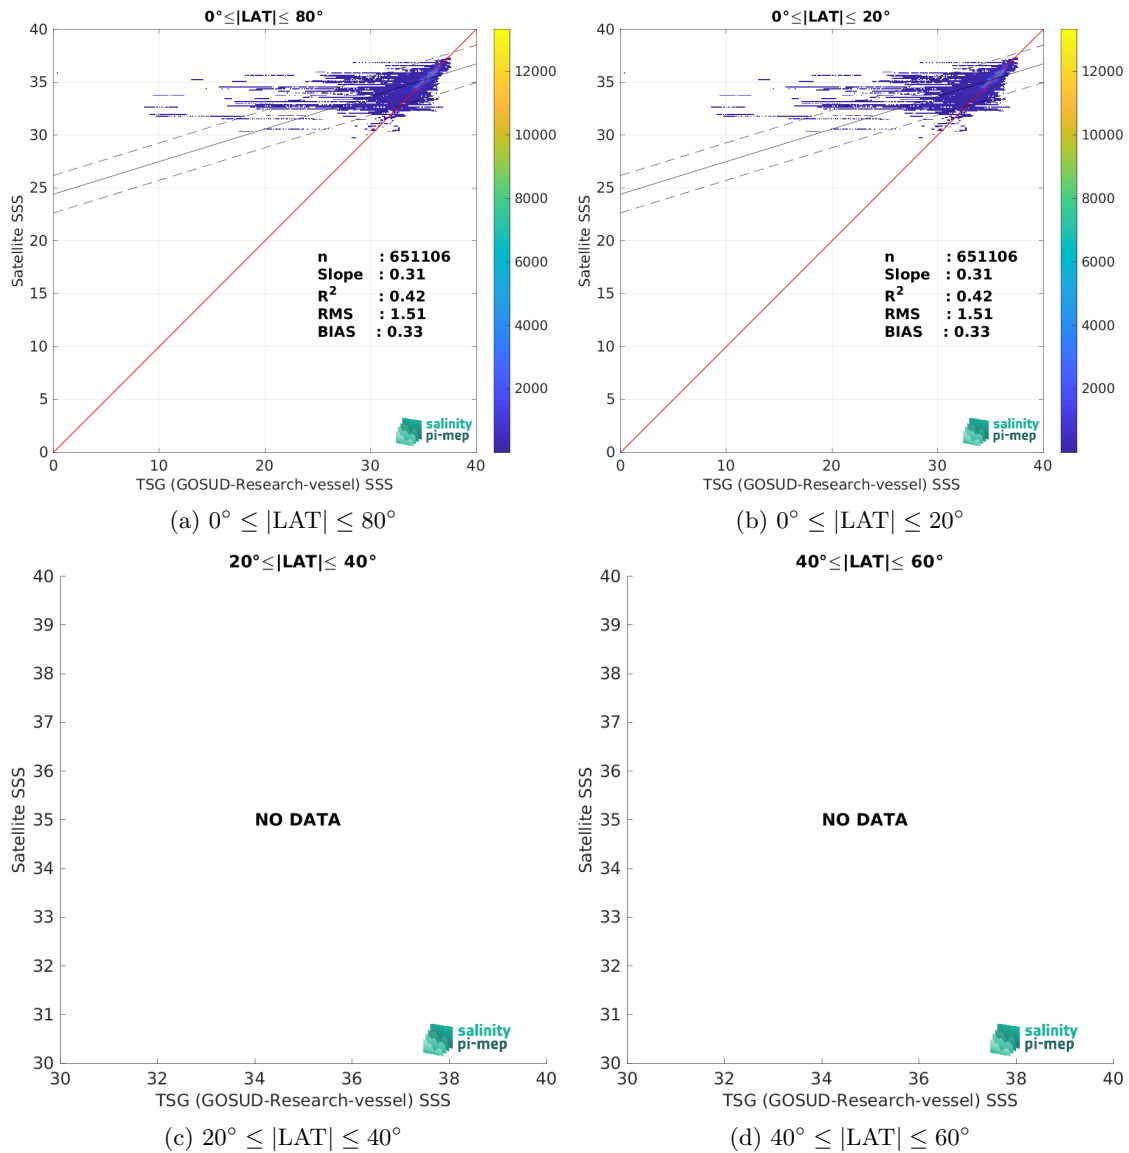 0°≤|LAT|≤ 80°
40
35
30
25
20
15
10
5
0
Satellite SSS
n : 651106
Slope : 0.31
R² : 0.42
RMS : 1.51
BIAS : 0.33
salinity
pi-mep
0 10 20 30 40
TSG (GOSUD-Research-vessel) SSS
12000
10000
8000
6000
4000
2000
(a) 0° ≤ |LAT| ≤ 80°
0°≤|LAT|≤ 20°
40
35
30
25
20
15
10
5
0
Satellite SSS
n : 651106
Slope : 0.31
R² : 0.42
RMS : 1.51
BIAS : 0.33
salinity
pi-mep
0 10 20 30 40
TSG (GOSUD-Research-vessel) SSS
12000
10000
8000
6000
4000
2000
(b) 0° ≤ |LAT| ≤ 20°
20°≤|LAT|≤ 40°
40
39
38
37
36
35
34
33
32
31
30
Satellite SSS
NO DATA
salinity
pi-mep
30 32 34 36 38 40
TSG (GOSUD-Research-vessel) SSS
(c) 20° ≤ |LAT| ≤ 40°
40°≤|LAT|≤ 60°
40
39
38
37
36
35
34
33
32
31
30
Satellite SSS
NO DATA
salinity
pi-mep
30 32 34 36 38 40
TSG (GOSUD-Research-vessel) SSS
(d) 40° ≤ |LAT| ≤ 60°